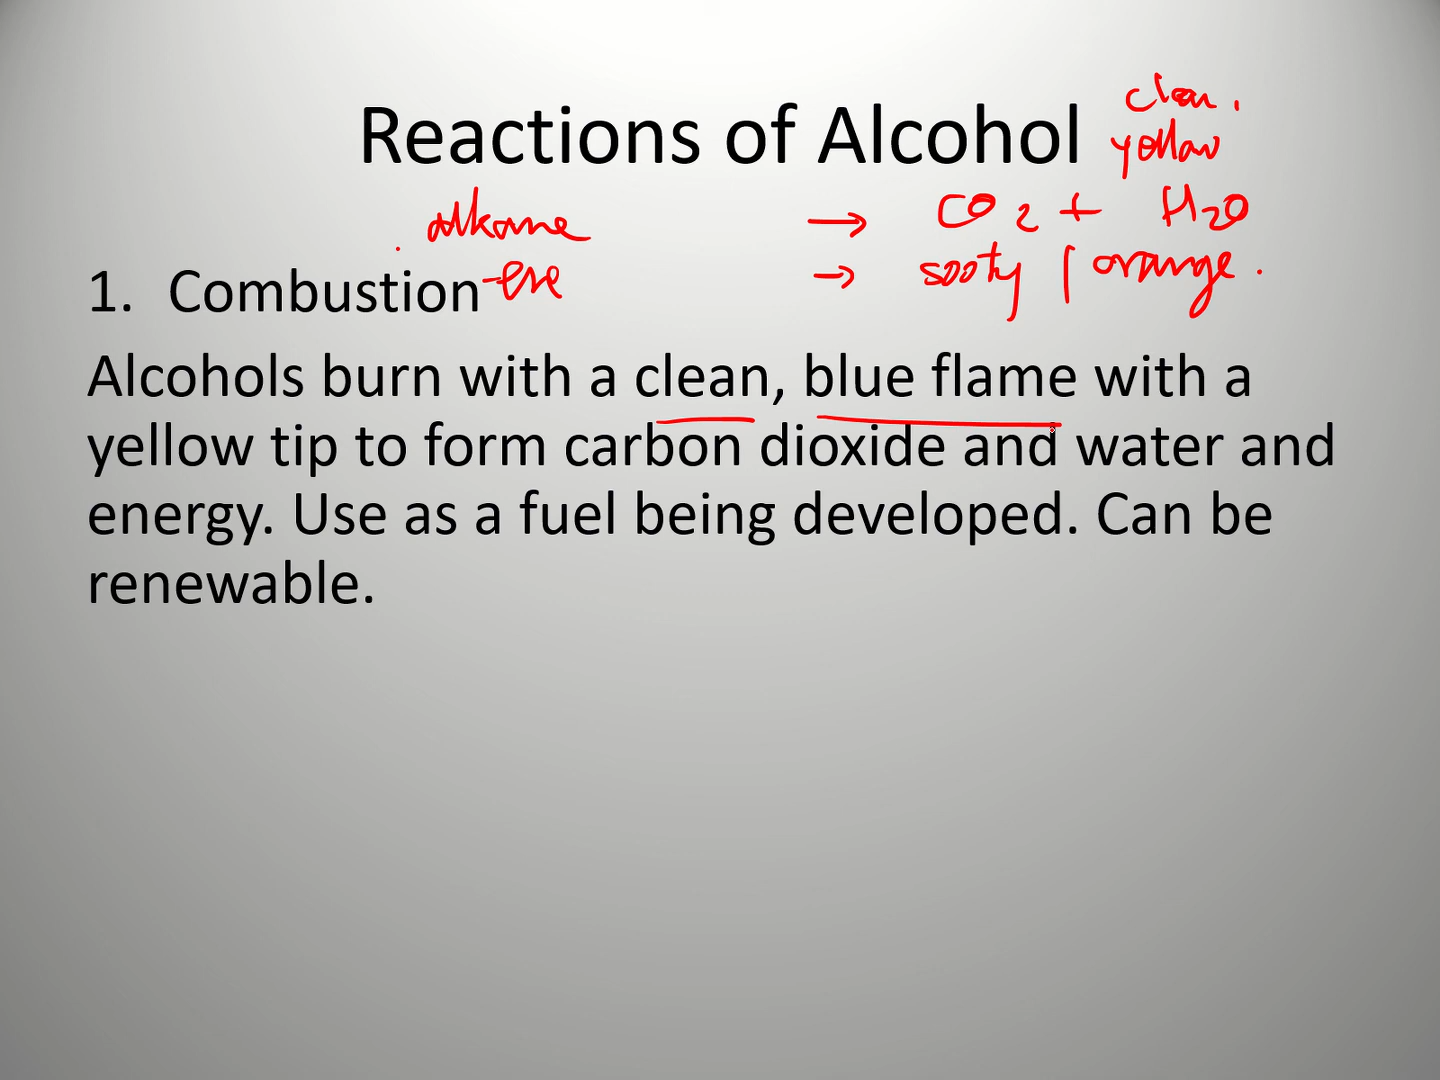 clean.
Reactions of Alcohol yellow
alkane → CO2 + H2O
1. Combustion -ene → sooty / orange.
Alcohols burn with a clean, blue flame with a
yellow tip to form carbon dioxide and water and
energy. Use as a fuel being developed. Can be
renewable.